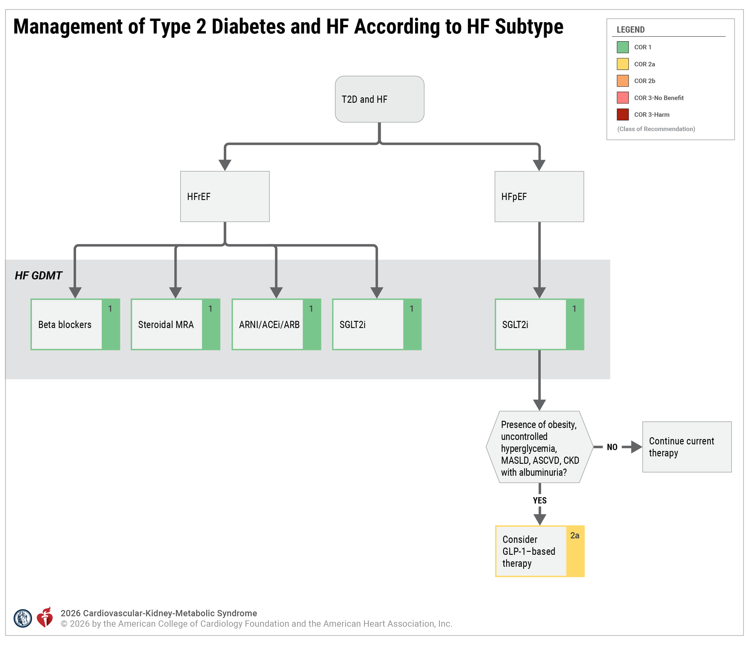 Management of Type 2 Diabetes and HF According to HF Subtype
LEGEND
COR 1
COR 2a
COR 2b
COR 3-No Benefit
COR 3-Harm
(Class of Recommendation)
T2D and HF
HFrEF
HFpEF
HF GDMT
Beta blockers
1
Steroidal MRA
1
ARNI/ACEi/ARB
1
SGLT2i
1
SGLT2i
1
Presence of obesity,
uncontrolled
hyperglycemia,
MASLD, ASCVD, CKD
with albuminuria?
NO
Continue current
therapy
YES
Consider
GLP-1–based
therapy
2a
2026 Cardiovascular-Kidney-Metabolic Syndrome
© 2026 by the American College of Cardiology Foundation and the American Heart Association, Inc.